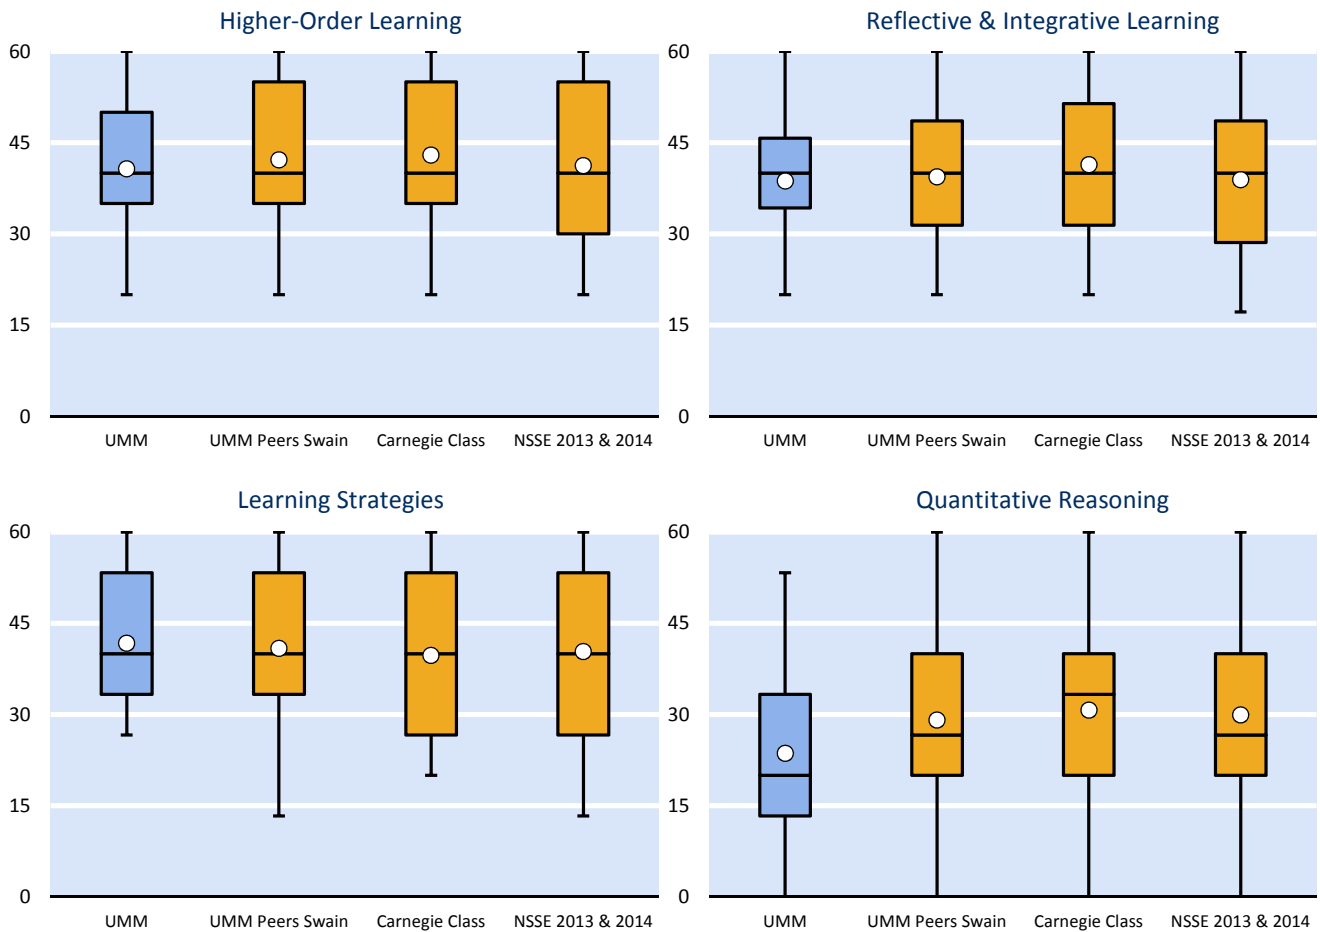 Higher-Order Learning
60
45
30
15
0
UMM UMM Peers Swain Carnegie Class NSSE 2013 & 2014
Reflective & Integrative Learning
60
45
30
15
0
UMM UMM Peers Swain Carnegie Class NSSE 2013 & 2014
Learning Strategies
60
45
30
15
0
UMM UMM Peers Swain Carnegie Class NSSE 2013 & 2014
Quantitative Reasoning
60
45
30
15
0
UMM UMM Peers Swain Carnegie Class NSSE 2013 & 2014